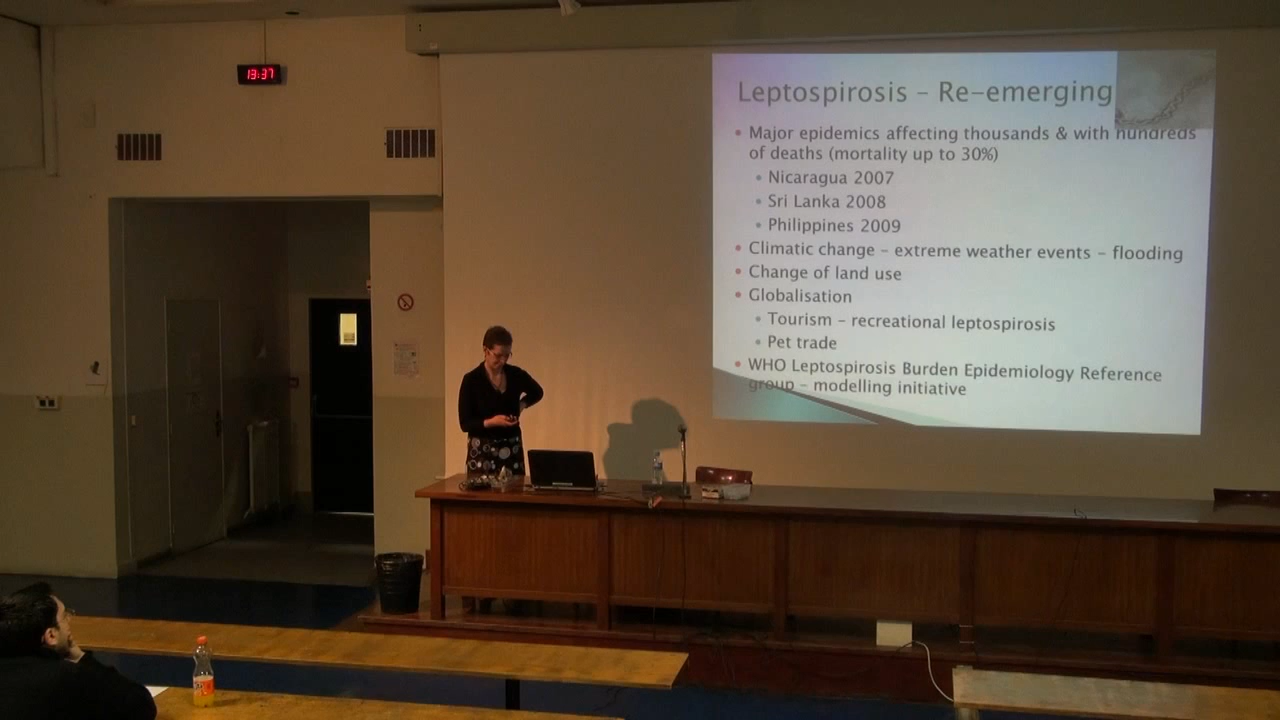 13:37
Leptospirosis – Re-emerging
• Major epidemics affecting thousands & with hundreds
of deaths (mortality up to 30%)
• Nicaragua 2007
• Sri Lanka 2008
• Philippines 2009
• Climatic change – extreme weather events – flooding
• Change of land use
• Globalisation
• Tourism – recreational leptospirosis
• Pet trade
• WHO Leptospirosis Burden Epidemiology Reference
group – modelling initiative